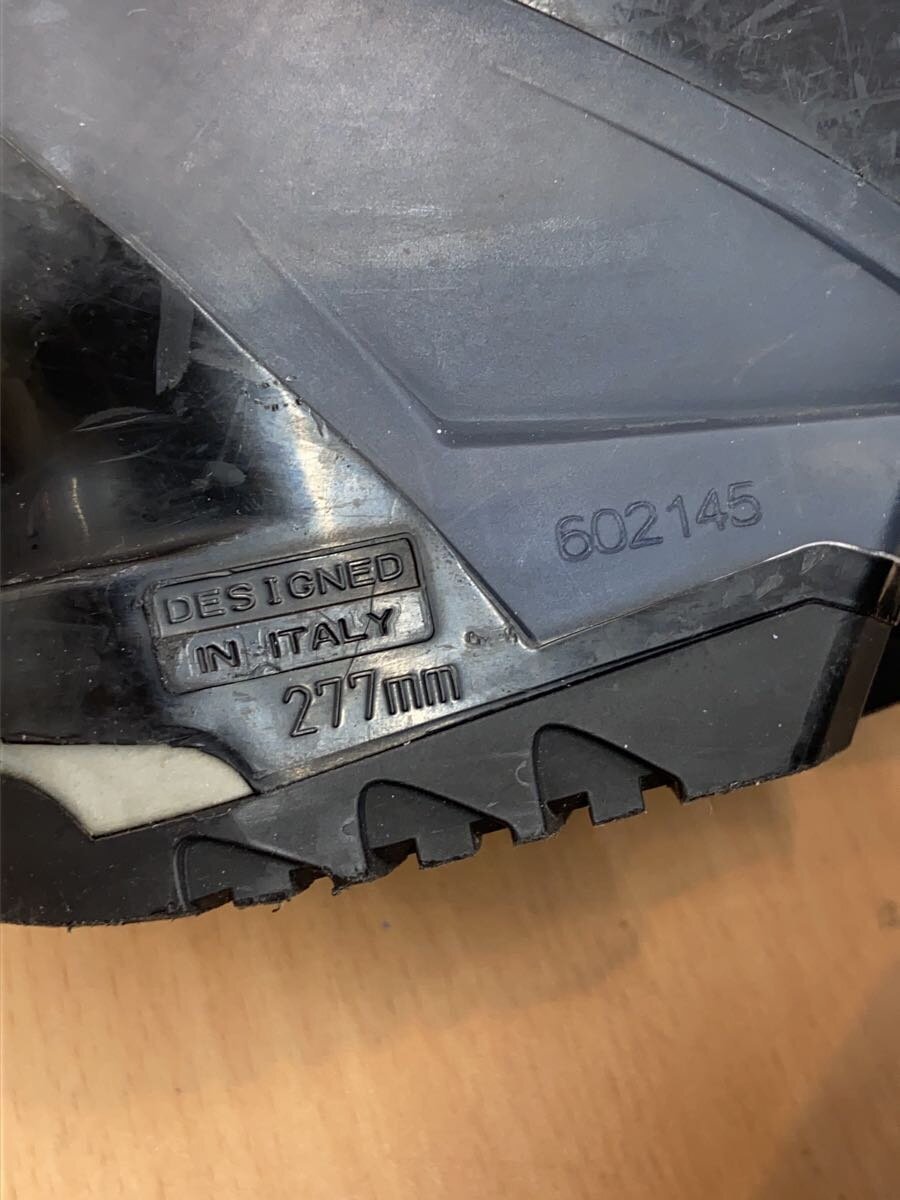 602145
DESIGNED
IN ITALY
277mm